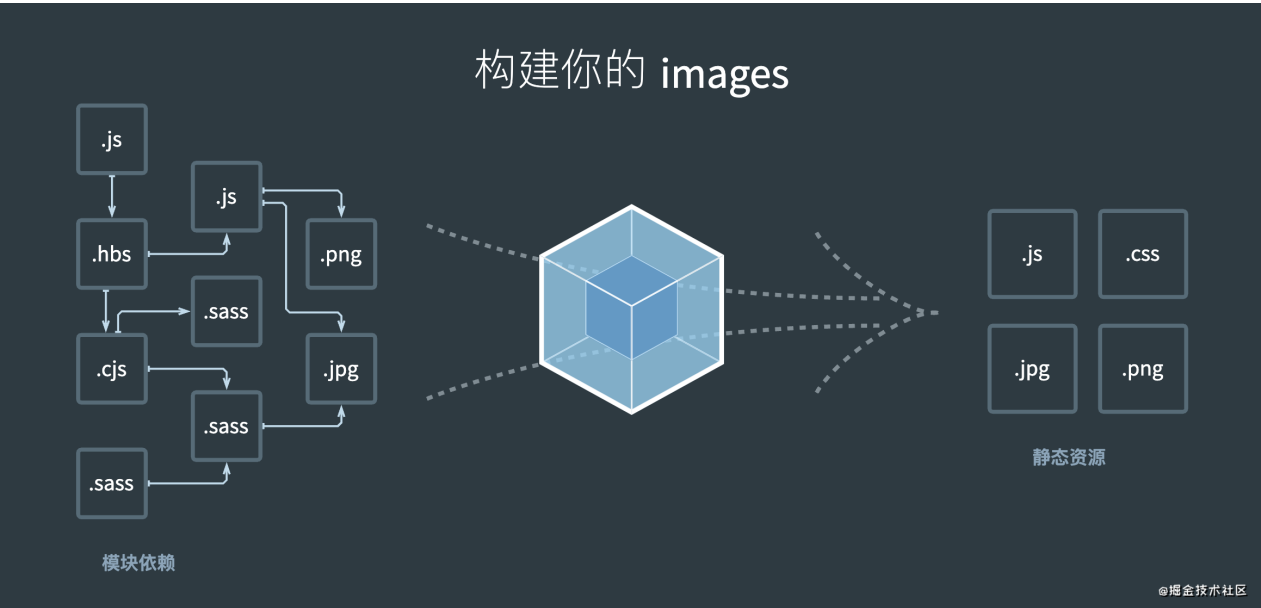 构建你的 images
.js
.js
.hbs
.png
.sass
.cjs
.jpg
.sass
.sass
模块依赖
.js
.css
.jpg
.png
静态资源
@掘金技术社区